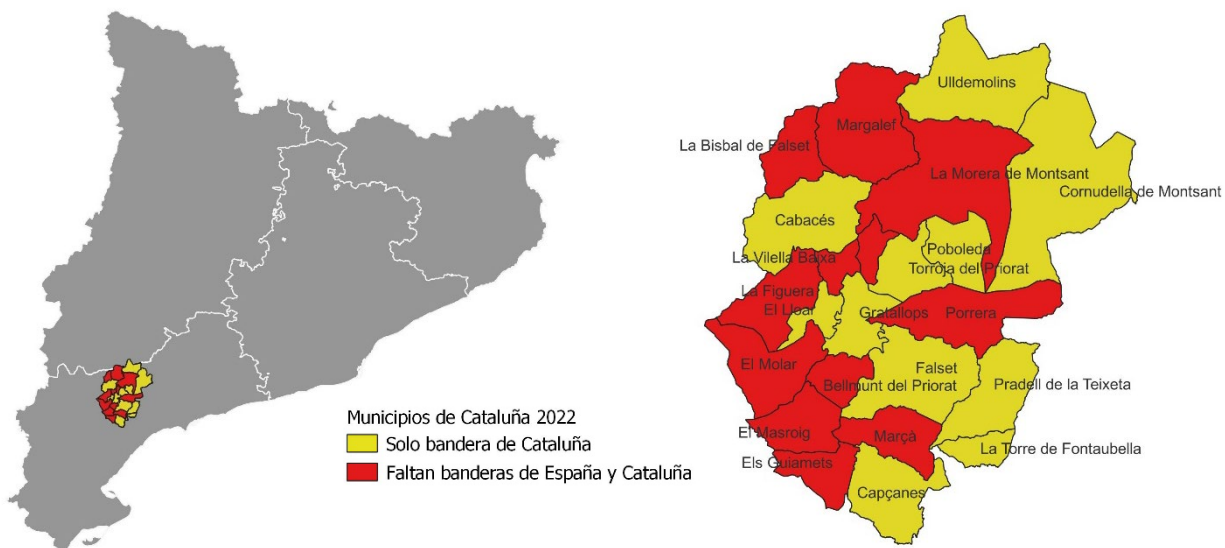 Municipios de Cataluña 2022
Solo bandera de Cataluña
Faltan banderas de España y Cataluña
Ulldemolins
Margalef
La Bisbal de Falset
La Morera de Montsant
Cornudella de Montsant
Cabacés
Poboleda
La Vilella Baixa
Torroja del Priorat
La Figuera
El Lloar
Gratallops
Porrera
El Molar
Falset
Bellmunt del Priorat
Pradell de la Teixeta
El Masroig
Marçà
La Torre de Fontaubella
Els Guiamets
Capçanes